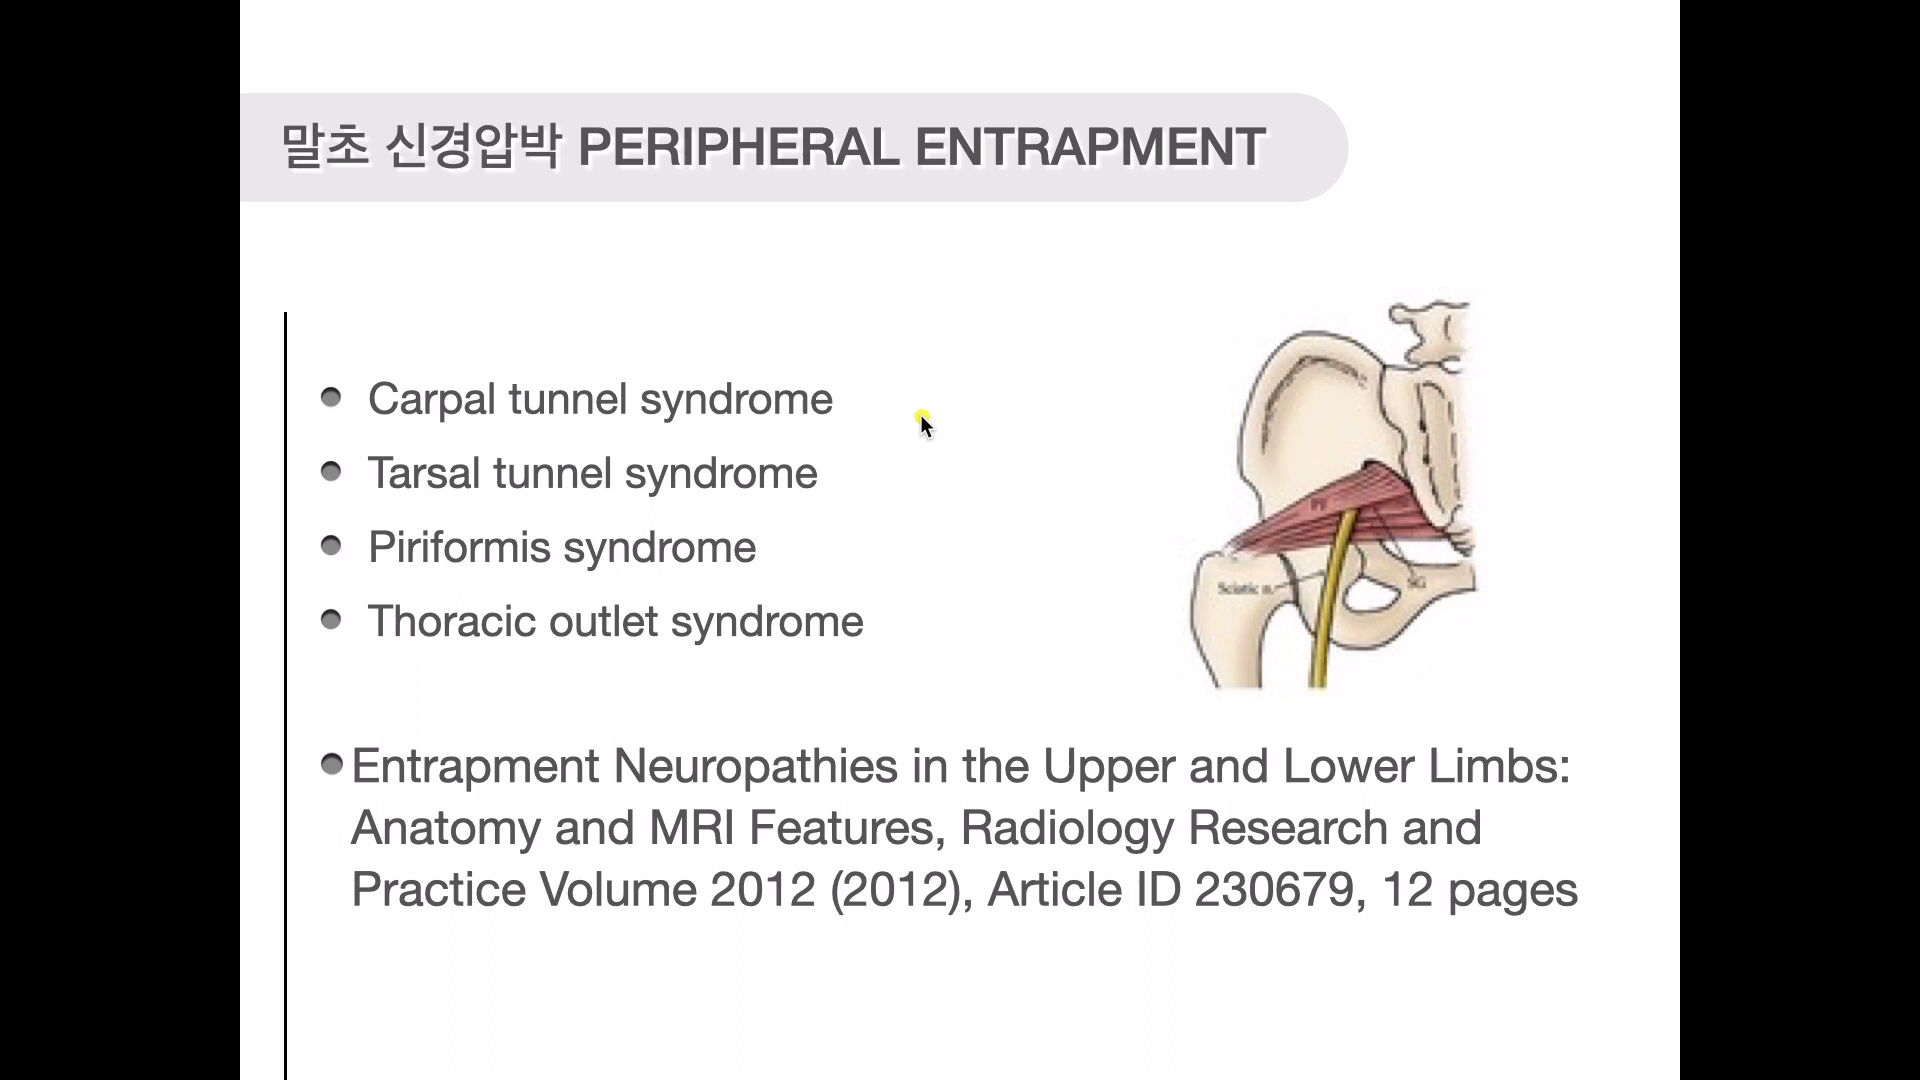 말초 신경압박 PERIPHERAL ENTRAPMENT
Carpal tunnel syndrome
Tarsal tunnel syndrome
Piriformis syndrome
Thoracic outlet syndrome
Sciatic n.
Entrapment Neuropathies in the Upper and Lower Limbs:
Anatomy and MRI Features, Radiology Research and
Practice Volume 2012 (2012), Article ID 230679, 12 pages